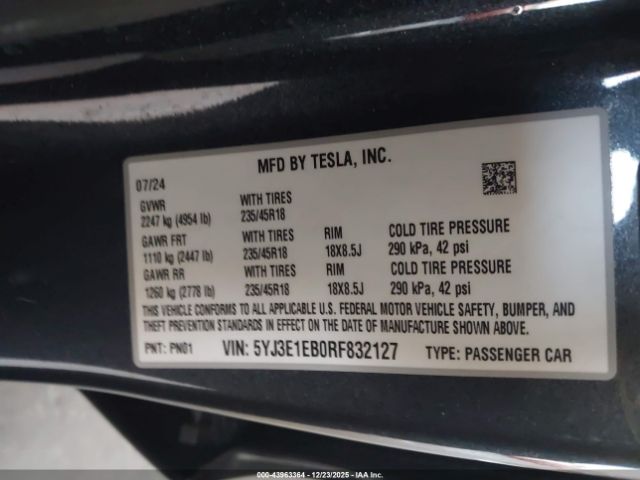 MFD BY TESLA, INC.
07/24
GVWR WITH TIRES
2247 kg (4954 lb) 235/45R18
GAWR FRT WITH TIRES RIM COLD TIRE PRESSURE
1110 kg (2447 lb) 235/45R18 18X8.5J 290 kPa, 42 psi
GAWR RR WITH TIRES RIM COLD TIRE PRESSURE
1260 kg (2778 lb) 235/45R18 18X8.5J 290 kPa, 42 psi
THIS VEHICLE CONFORMS TO ALL APPLICABLE U.S. FEDERAL MOTOR VEHICLE SAFETY, BUMPER, AND
THEFT PREVENTION STANDARDS IN EFFECT ON THE DATE OF MANUFACTURE SHOWN ABOVE.
PNT: PN01 VIN: 5YJ3E1EB0RF832127 TYPE: PASSENGER CAR
000-43963364 - 12/23/2025 - IAA Inc.